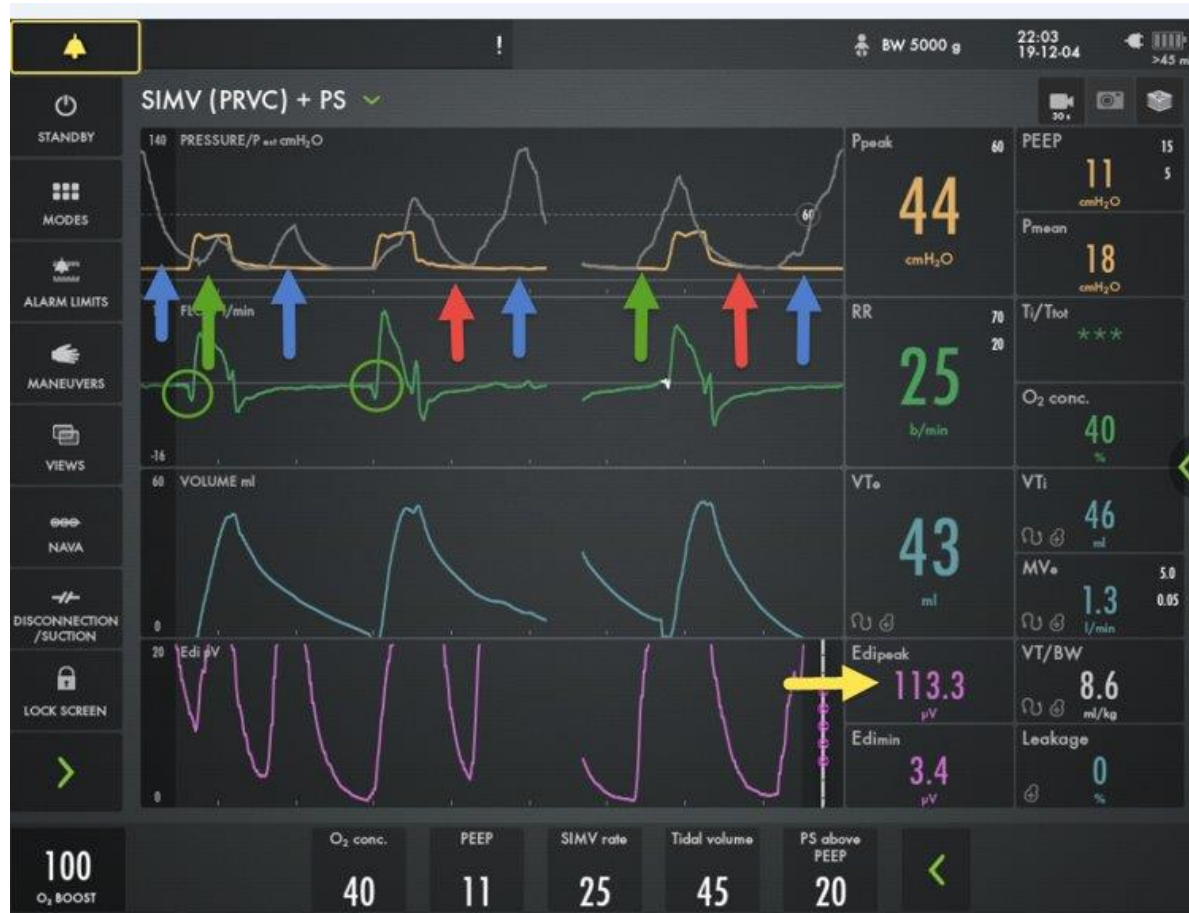 !
BW 5000 g
22:03
19-12-04
>45 m
STANDBY
MODES
ALARM LIMITS
MANEUVERS
VIEWS
NAVA
DISCONNECTION
/SUCTION
LOCK SCREEN
SIMV (PRVC) + PS
30 s
140 PRESSURE/P est cmH₂O
60
/min
-16
60 VOLUME ml
0
20 Edi µV
0
Ppeak 60
44
cmH₂O
PEEP 15
11 5
cmH₂O
Pmean
18
cmH₂O
RR 70
20
25
b/min
Ti/Ttot
***
O₂ conc.
40
%
VTe
43
ml
VTi
46
ml
MVe 5.0
1.3 0.05
l/min
Edipeak
113.3
µV
VT/BW
8.6
ml/kg
Edimin
3.4
µV
Leakage
0
%
100
O₂ BOOST
O₂ conc.
40
PEEP
11
SIMV rate
25
Tidal volume
45
PS above
PEEP
20